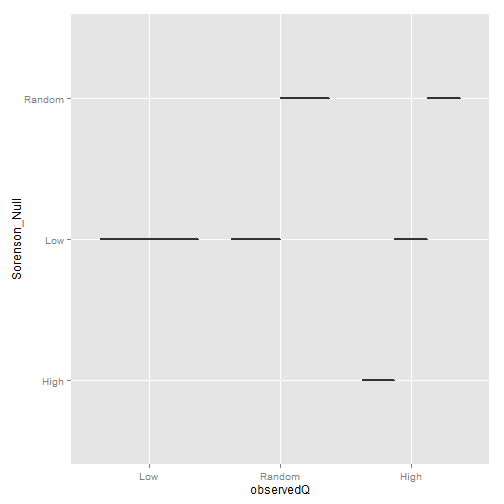 Random
Sorenson_Null
Low
High
Low Random High
observedQ